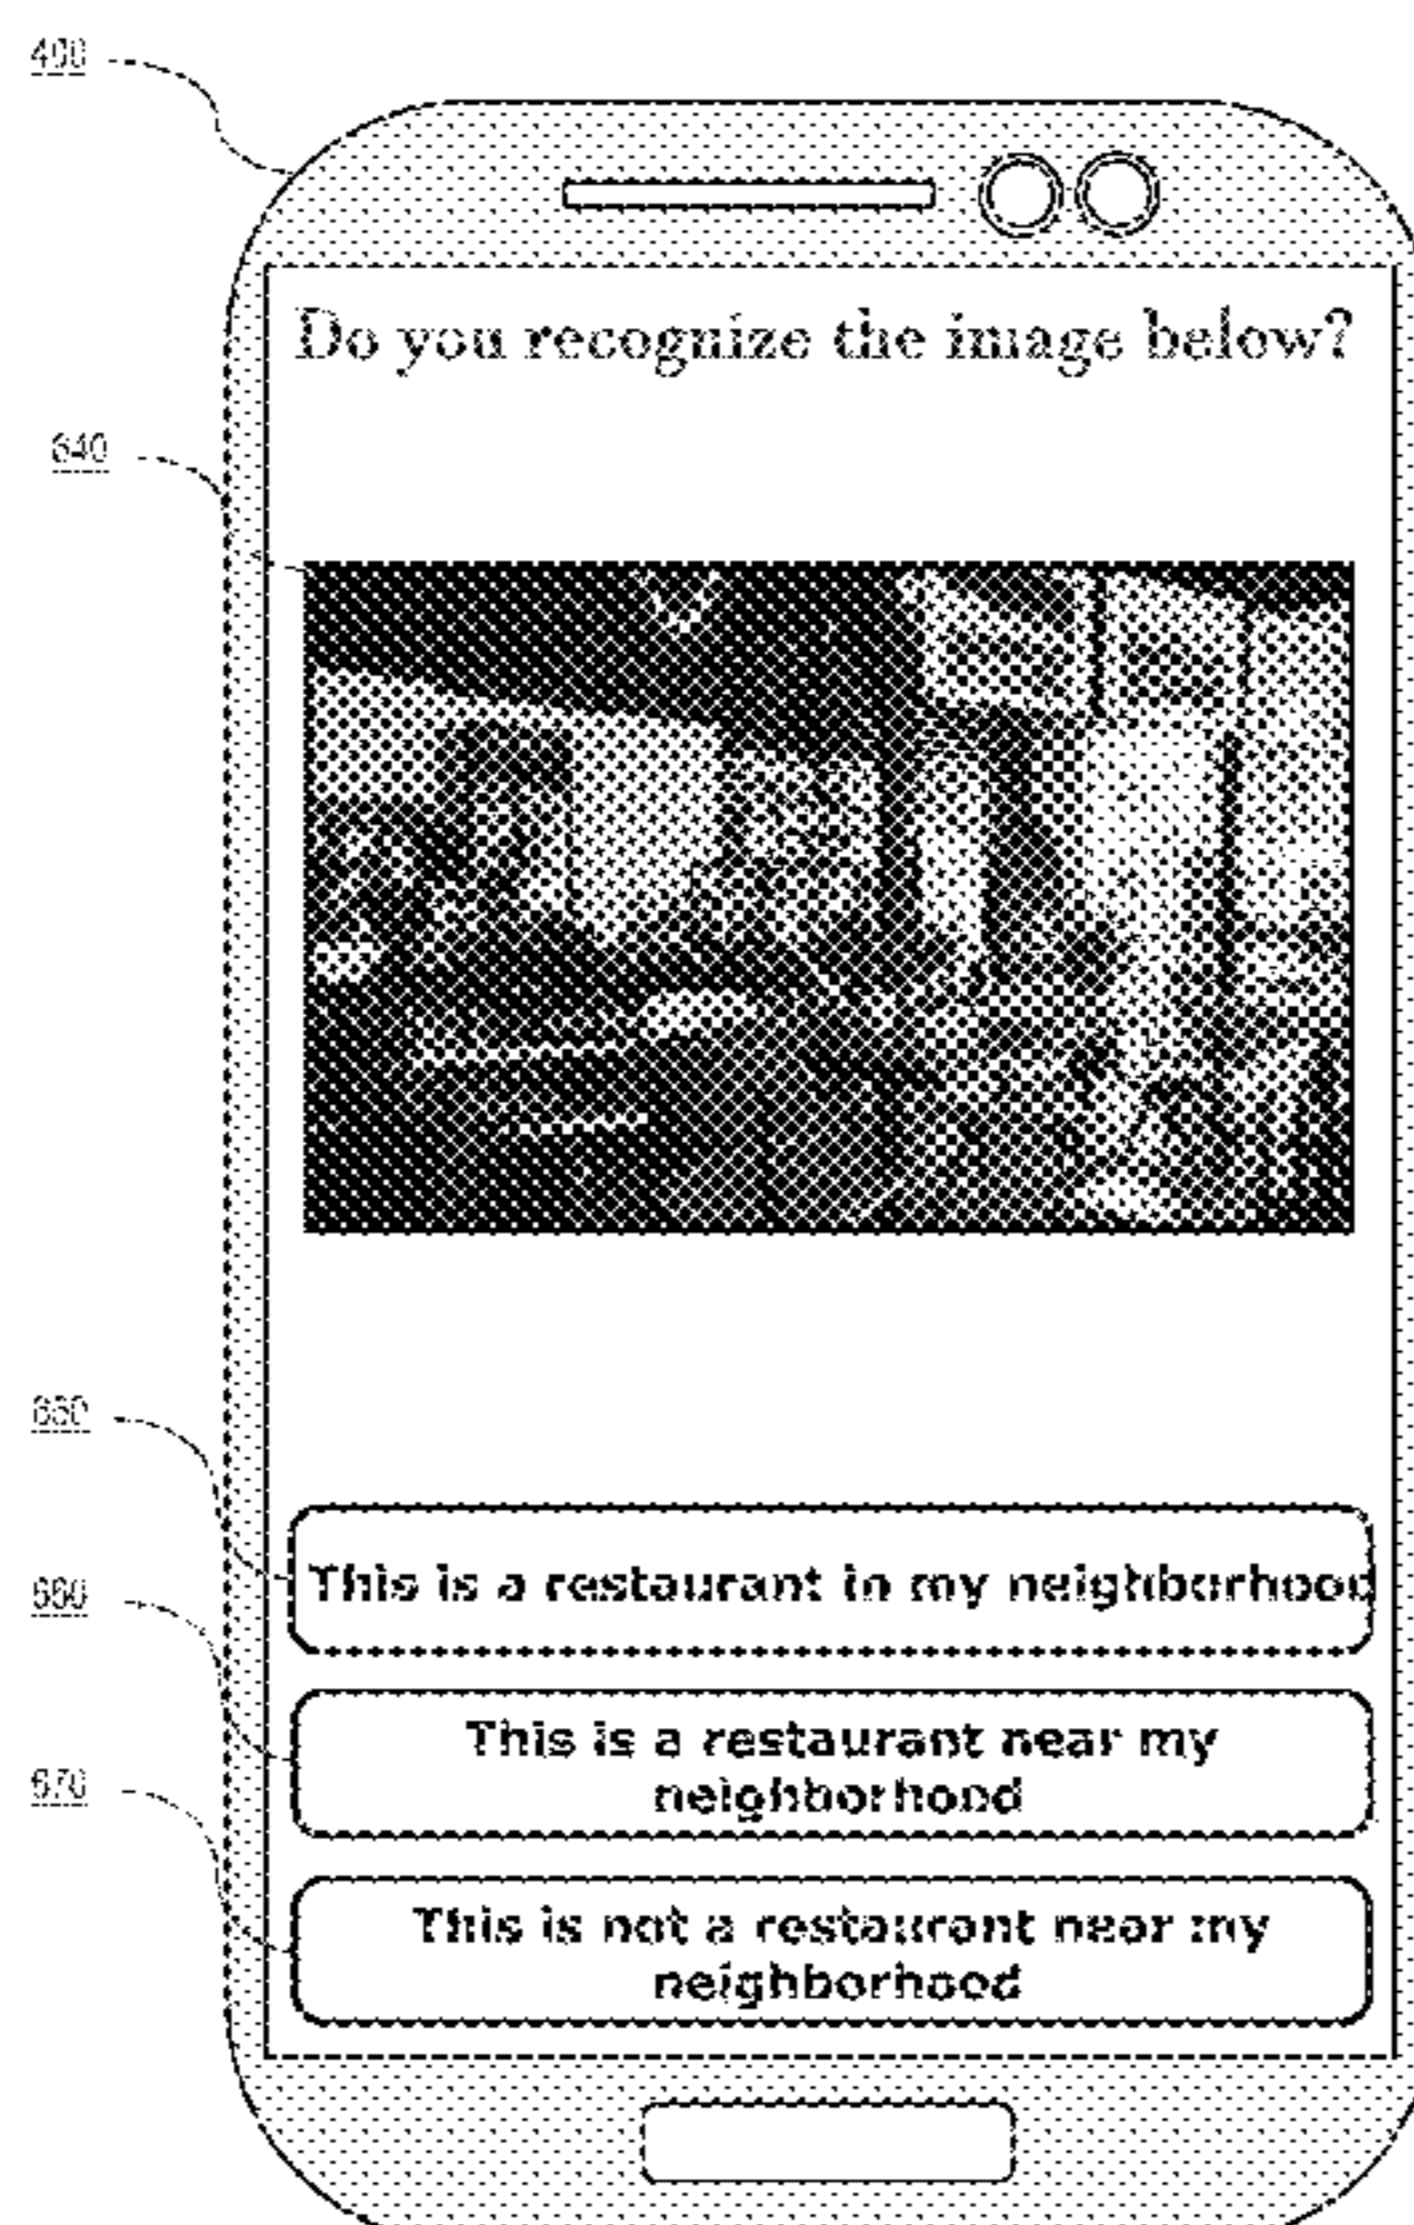 400
Do you recognize the image below?
640
This is a restaurant in my neighborhood
660
This is a restaurant near my
neighborhood
670
This is not a restaurant near my
neighborhood